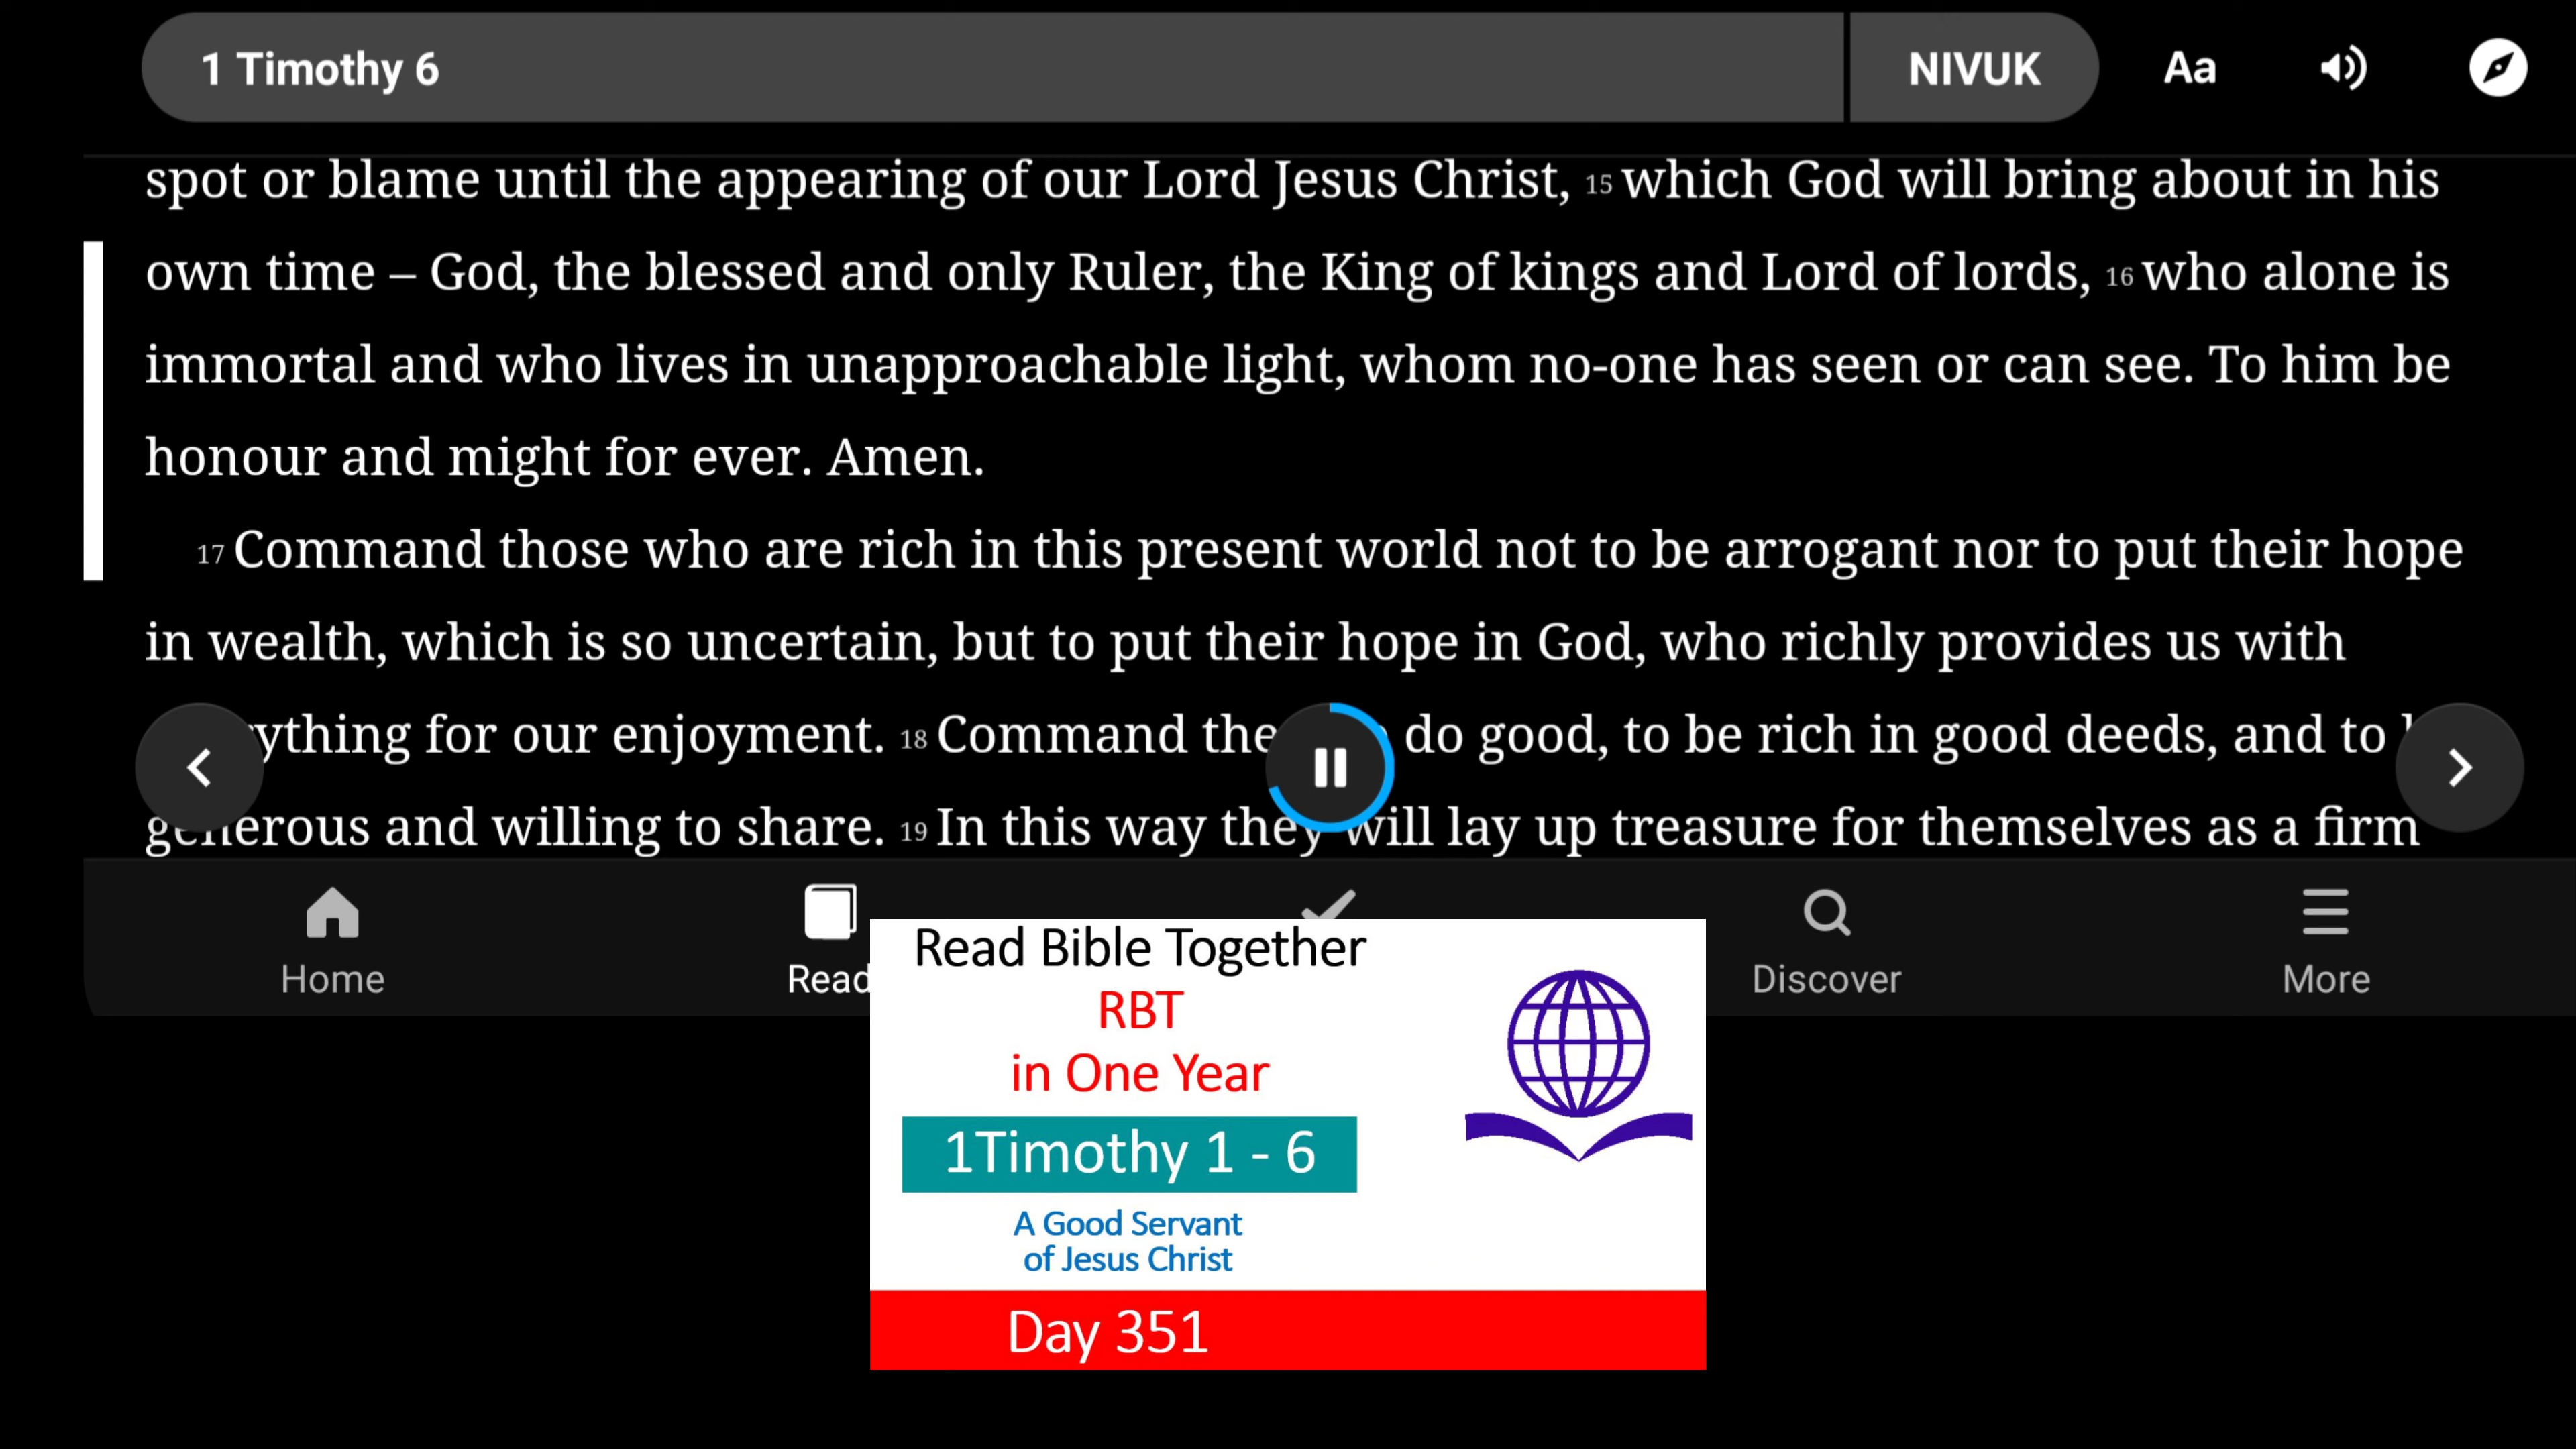 1 Timothy 6
NIVUK
Aa
spot or blame until the appearing of our Lord Jesus Christ, 15 which God will bring about in his
own time – God, the blessed and only Ruler, the King of kings and Lord of lords, 16 who alone is
immortal and who lives in unapproachable light, whom no-one has seen or can see. To him be
honour and might for ever. Amen.
17 Command those who are rich in this present world not to be arrogant nor to put their hope
in wealth, which is so uncertain, but to put their hope in God, who richly provides us with
for our enjoyment. 18 Command do good, to be rich in good deeds, and to
generous and willing to share. 19 In this way they will lay up treasure for themselves as a firm
Home
Read
Discover
More
Read Bible Together
RBT
in One Year
1Timothy 1 - 6
A Good Servant
of Jesus Christ
Day 351